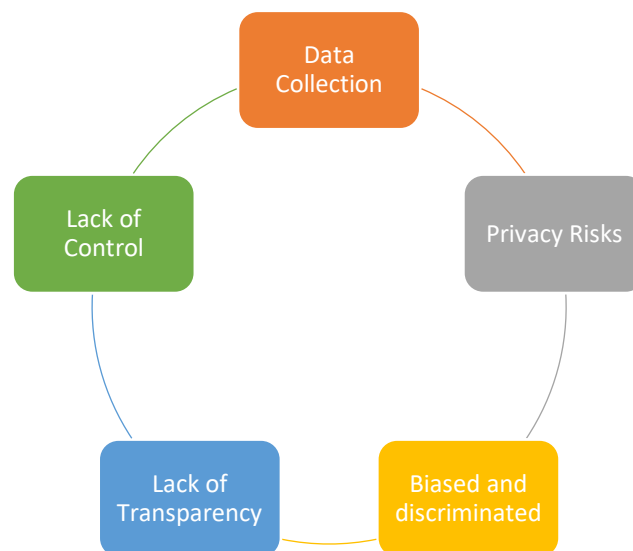 Data
Collection
Lack of
Control
Privacy Risks
Lack of
Transparency
Biased and
discriminated